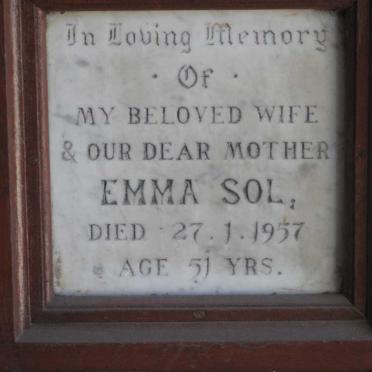 In Loving Memory
· Of ·
MY BELOVED WIFE
& OUR DEAR MOTHER
EMMA SOL,
DIED 27.1.1957
AGE 51 YRS.